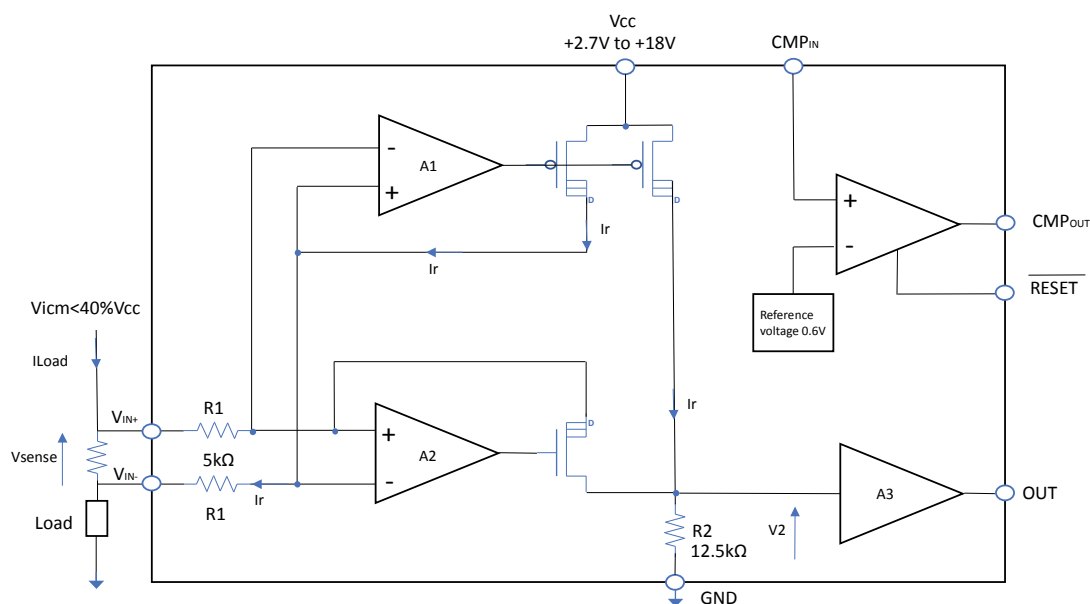 Vcc
+2.7V to +18V
CMPIN
-
A1
+
D
D
Ir
Ir
+
-
CMPOUT
RESET
Reference
voltage 0.6V
Vicm<40%Vcc
ILoad
VIN+
R1
Vsense
5kΩ
VIN-
R1
Ir
Load
+
A2
-
D
Ir
A3
OUT
R2
12.5kΩ
V2
GND